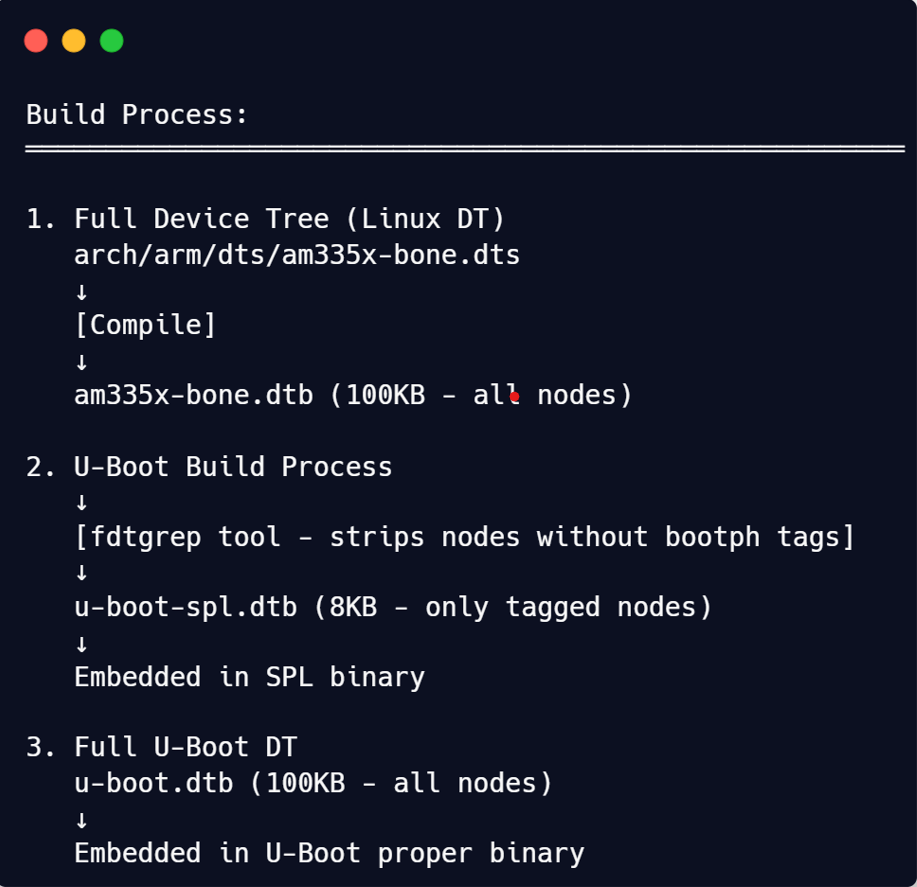 Build Process:
1. Full Device Tree (Linux DT)
arch/arm/dts/am335x-bone.dts
↓
[Compile]
↓
am335x-bone.dtb (100KB - all nodes)
2. U-Boot Build Process
↓
[fdtgrep tool - strips nodes without bootph tags]
↓
u-boot-spl.dtb (8KB - only tagged nodes)
↓
Embedded in SPL binary
3. Full U-Boot DT
u-boot.dtb (100KB - all nodes)
↓
Embedded in U-Boot proper binary